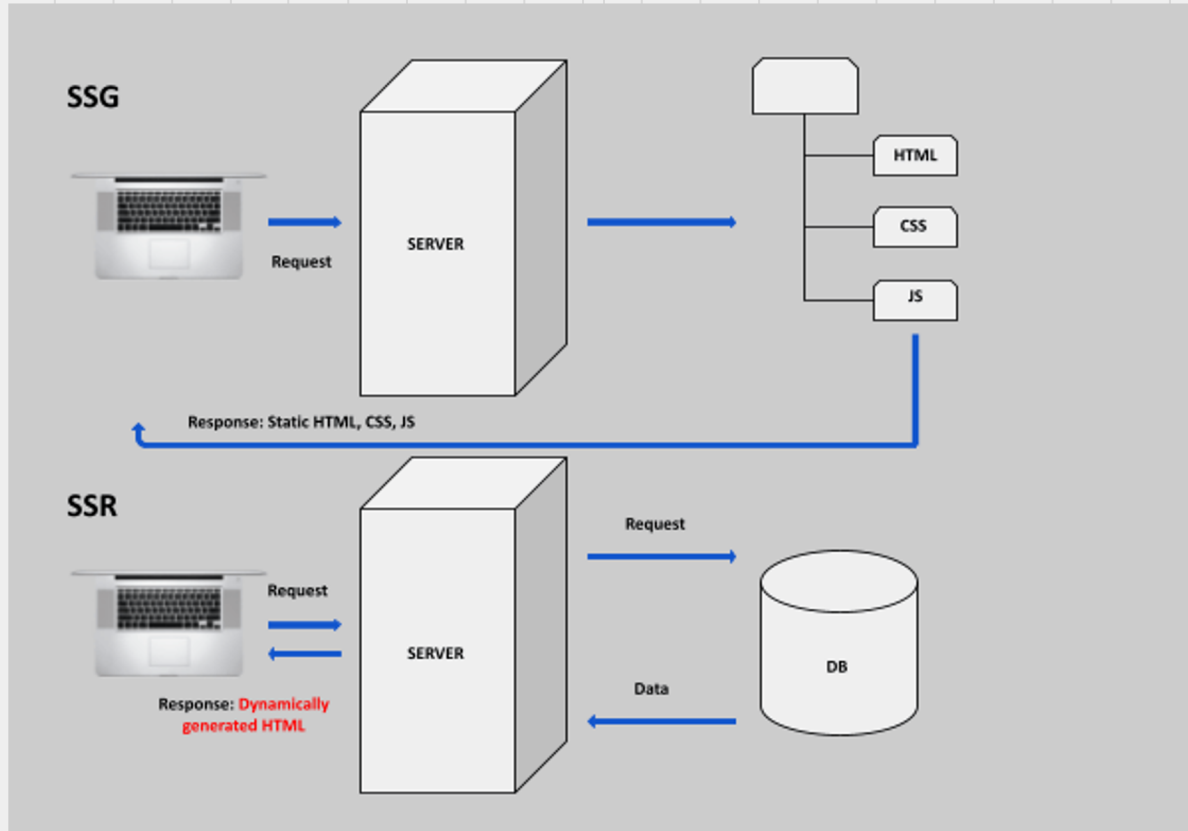 SSG
HTML
CSS
JS
SERVER
Request
Response: Static HTML, CSS, JS
SSR
Request
Request
SERVER
DB
Data
Response: Dynamically
generated HTML